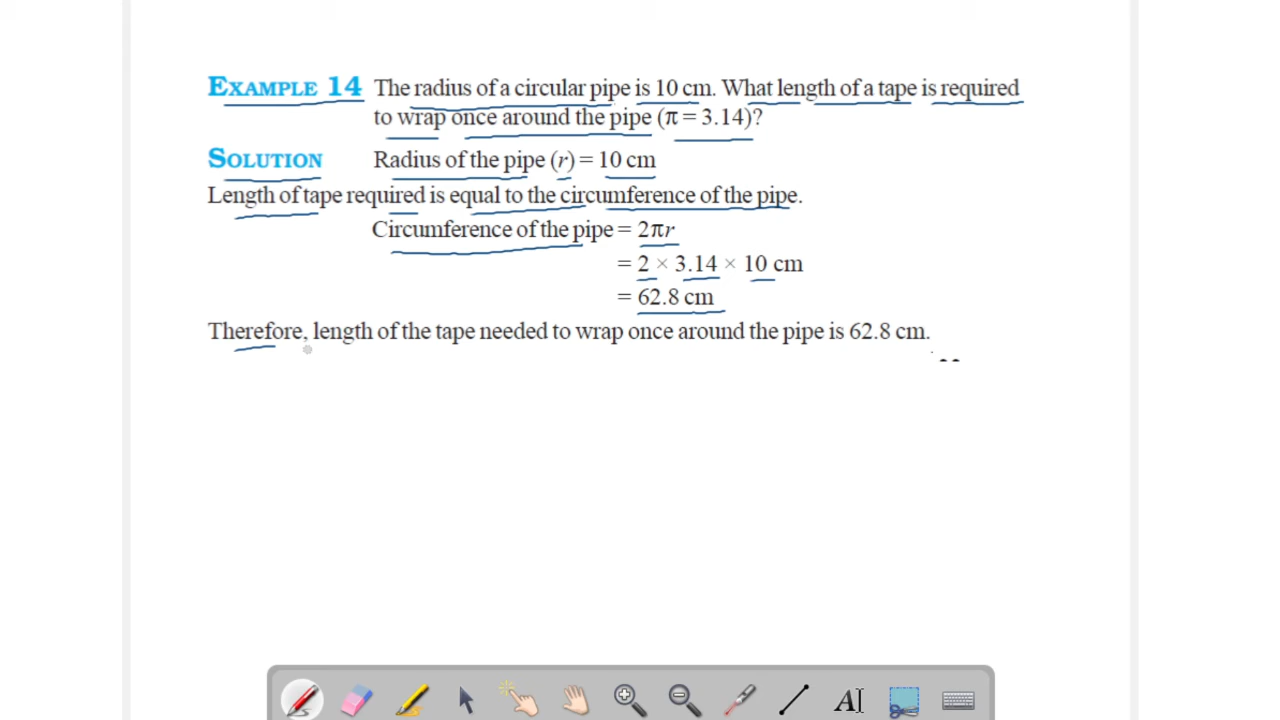 EXAMPLE 14 The radius of a circular pipe is 10 cm. What length of a tape is required
to wrap once around the pipe (π = 3.14)?
SOLUTION Radius of the pipe (r) = 10 cm
Length of tape required is equal to the circumference of the pipe.
Circumference of the pipe = 2πr
= 2 × 3.14 × 10 cm
= 62.8 cm
Therefore, length of the tape needed to wrap once around the pipe is 62.8 cm.